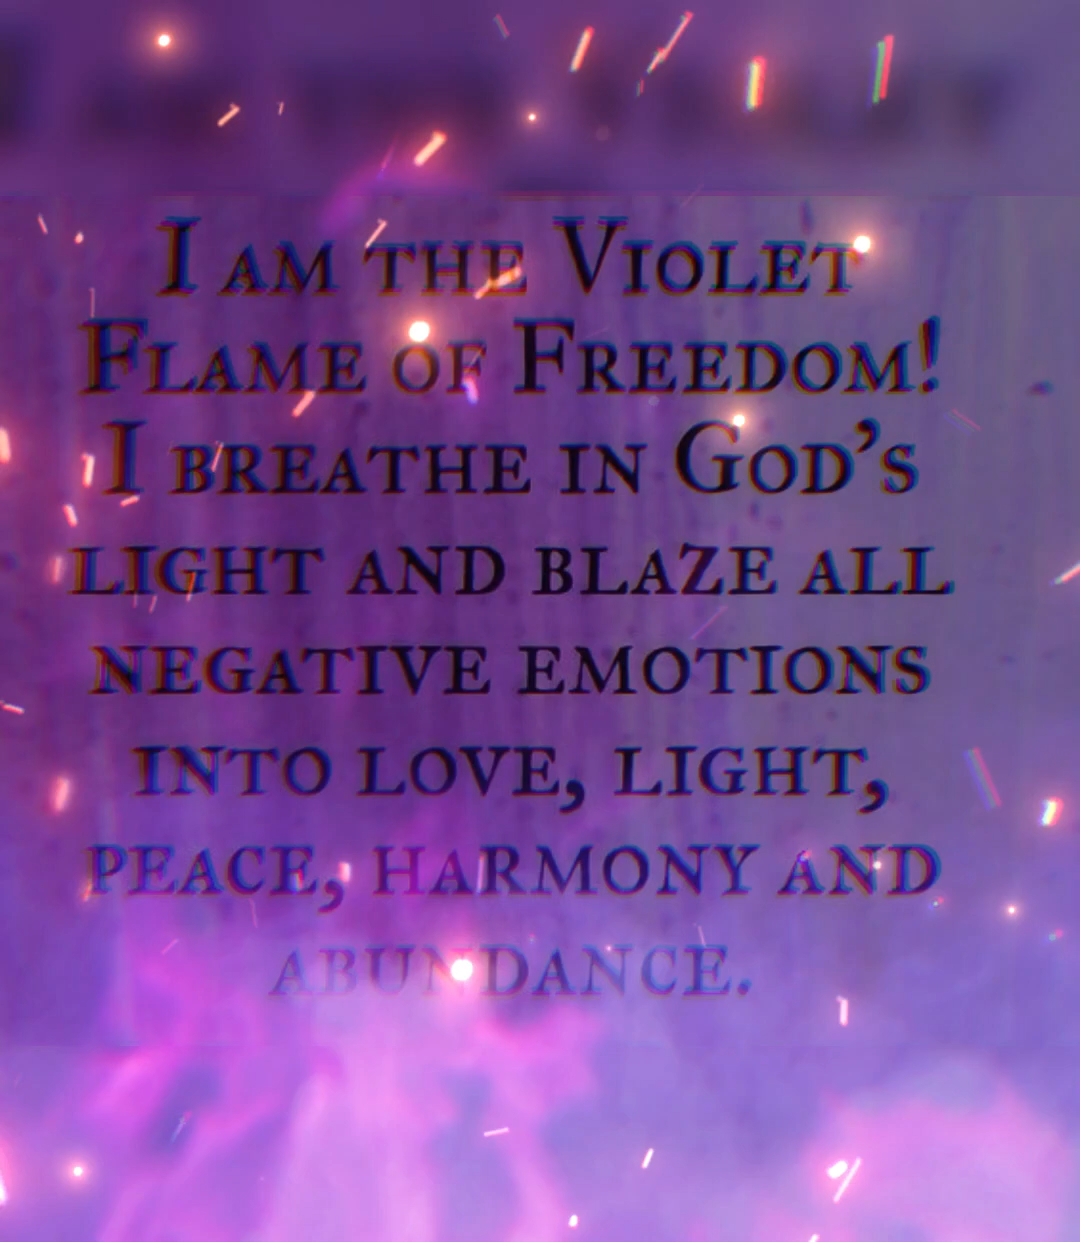 I am the Violet
Flame of Freedom!
I breathe in God's
light and blaze all
negative emotions
into love, light,
peace, harmony and
abundance.